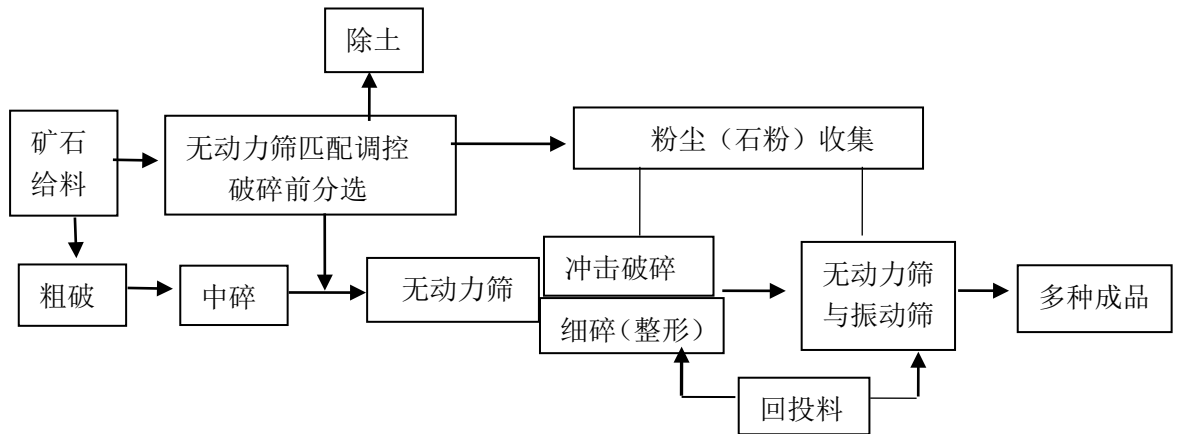 除土
矿石
给料
无动力筛匹配调控
破碎前分选
粉尘（石粉）收集
粗破
中碎
无动力筛
冲击破碎
细碎（整形）
无动力筛
与振动筛
多种成品
回投料